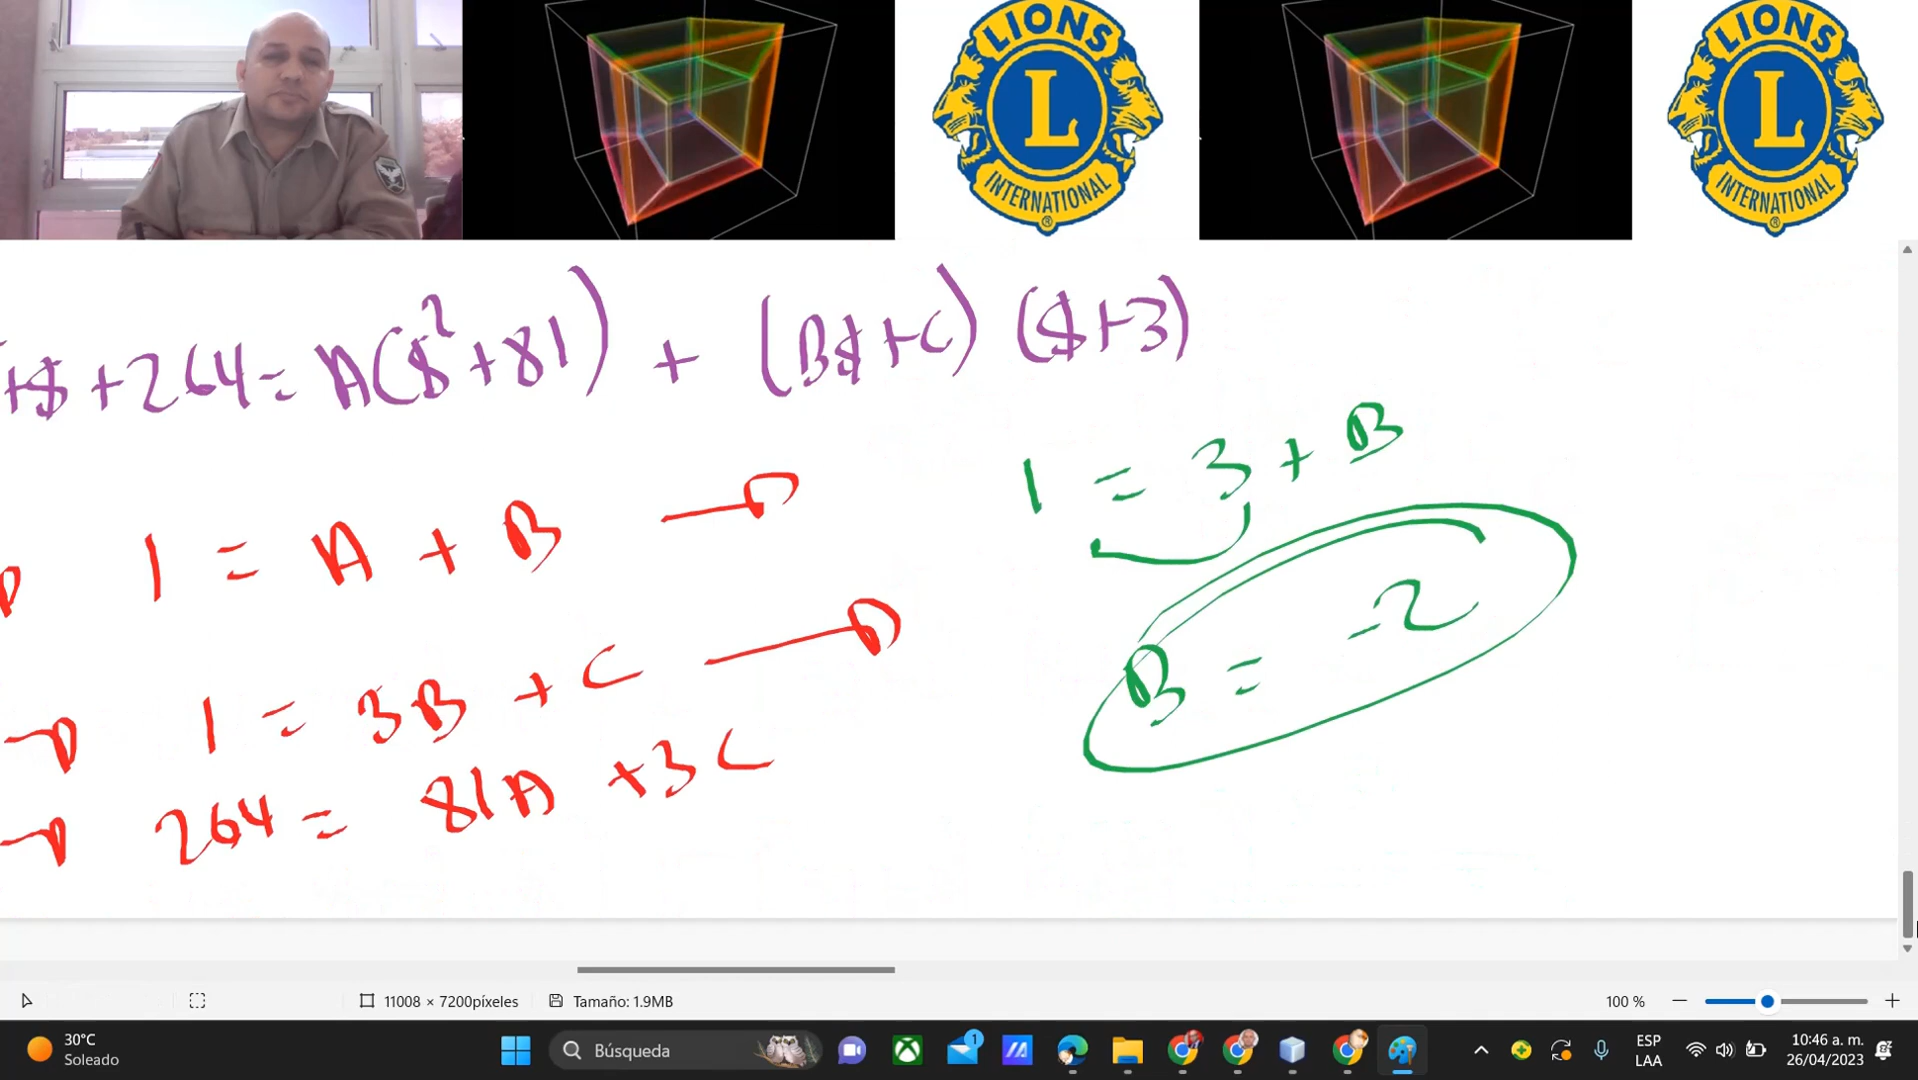 LIONS
L
INTERNATIONAL
®
LIONS
L
INTERNATIONAL
®
+$ + 264 = A($² + 81) + (B$ + C) ($ + 3)
1 = A + B
1 = 3B + C
264 = 81A + 3C
1 = 3 + B
B = -2
11008 × 7200píxeles
Tamaño: 1.9MB
100 %
30°C
Soleado
Búsqueda
1
ESP
LAA
10:46 a. m.
26/04/2023